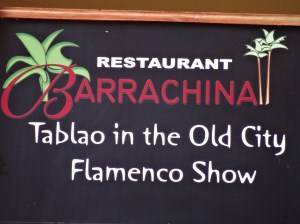 RESTAURANT
BARRACHINA
Tablao in the Old City
Flamenco Show